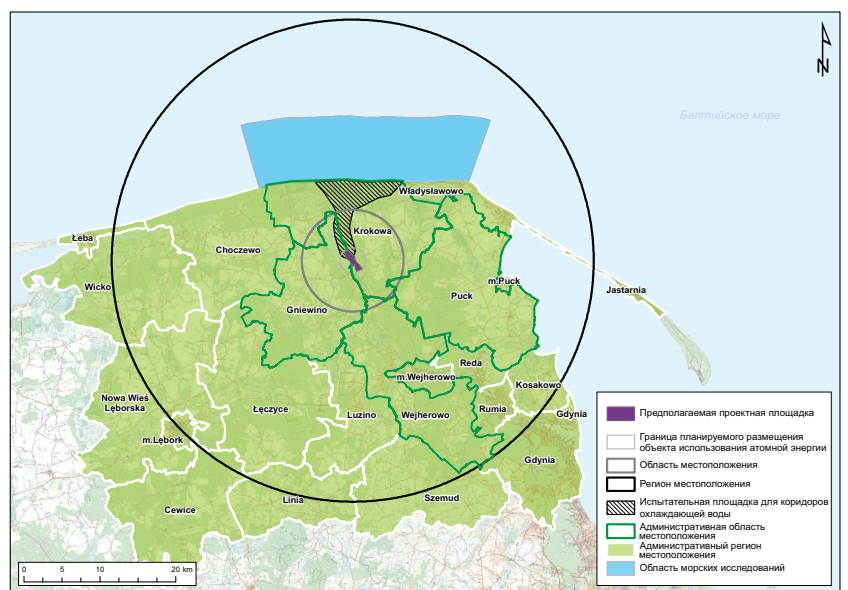 N
Балтийское море
Władysławowo
Łeba
Krokowa
Choczewo
Wicko
m.Puck
Puck
Jastarnia
Gniewino
Reda
m.Wejherowo
Kosakowo
Nowa Wieś
Lęborska
Łęczyce
Luzino
Wejherowo
Rumia
Gdynia
m.Lębork
Gdynia
Linia
Szemud
Cewice
Предполагаемая проектная площадка
Граница планируемого размещения
объекта использования атомной энергии
Область местоположения
Регион местоположения
Испытательная площадка для коридоров
охлаждающей воды
Административная область
местоположения
Административный регион
местоположения
Область морских исследований
0 5 10 20 km